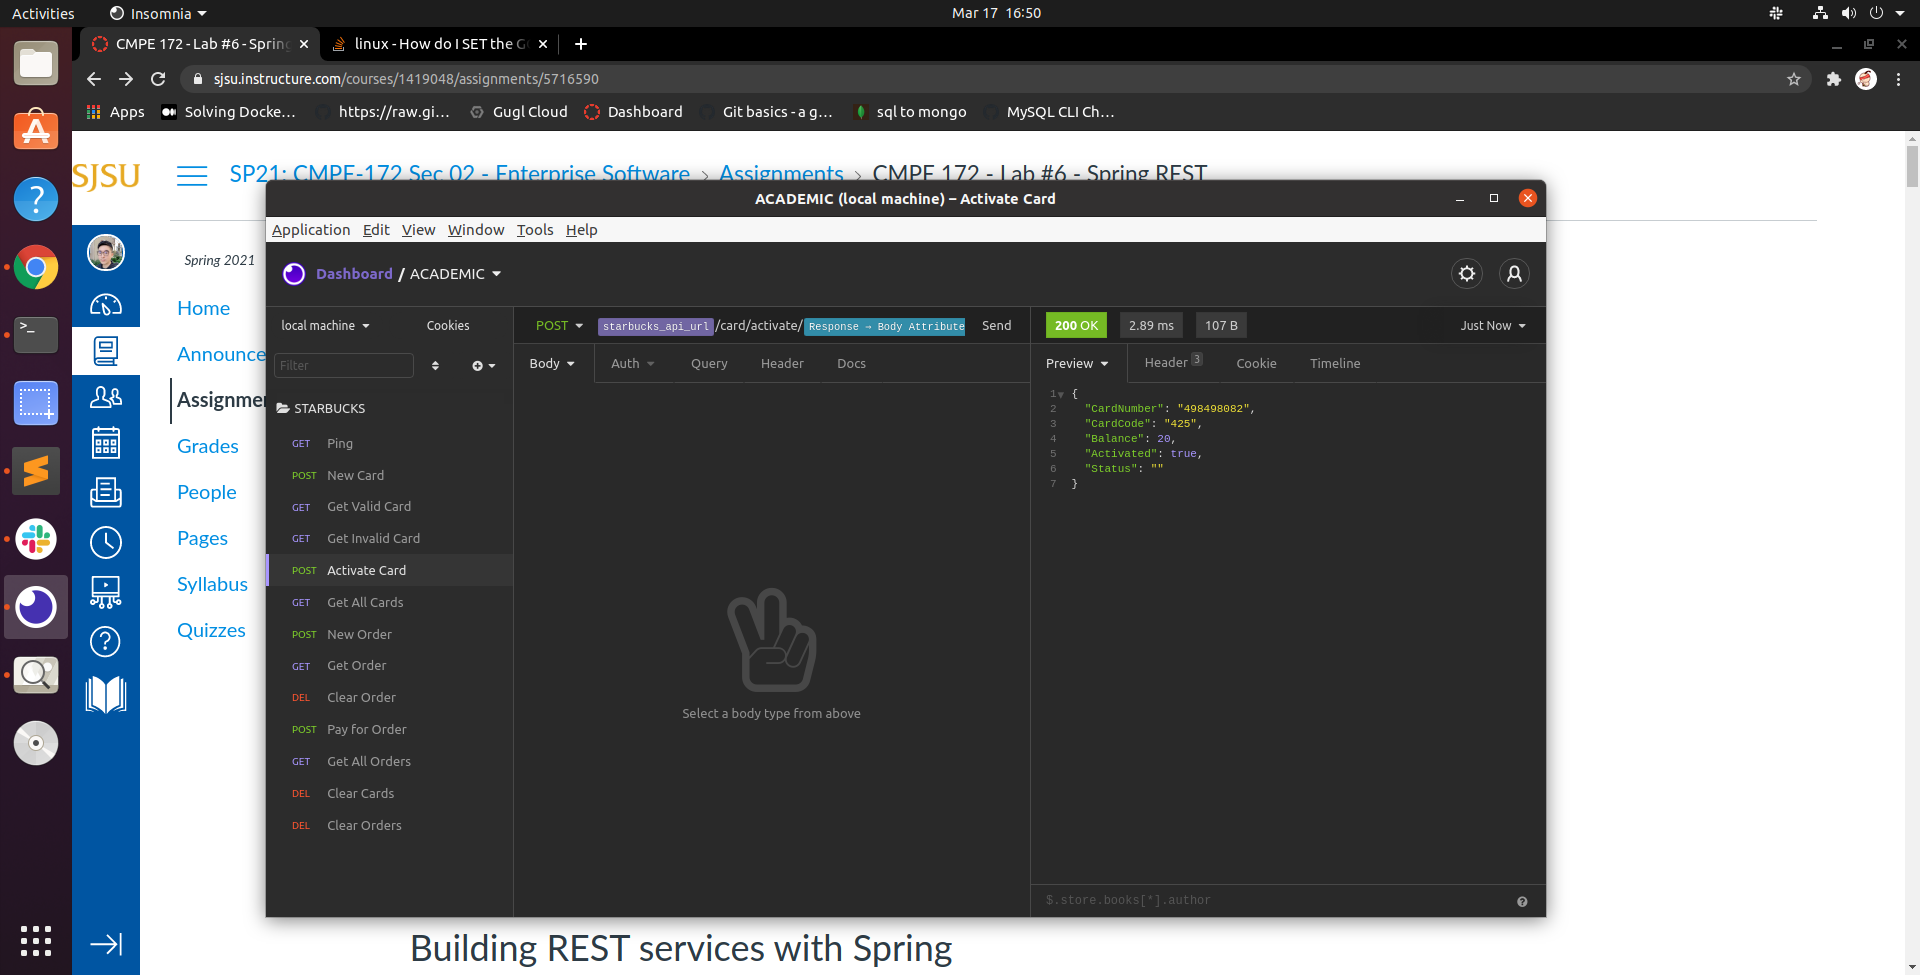 Activities
Insomnia
Mar 17 16:50
CMPE 172 - Lab #6 - Spring
linux - How do I SET the G
sjsu.instructure.com/courses/1419048/assignments/5716590
Apps
Solving Docke...
https://raw.gi...
Gugl Cloud
Dashboard
Git basics - a g...
sql to mongo
MySQL CLI Ch...
SJSU
SP21: CMPE-172 Sec 02 - Enterprise Software > Assignments > CMPE 172 - Lab #6 - Spring REST
Spring 2021
Home
Announce
Assignme
Grades
People
Pages
Syllabus
Quizzes
ACADEMIC (local machine) – Activate Card
Application Edit View Window Tools Help
Dashboard / ACADEMIC
local machine
Cookies
Filter
STARBUCKS
GET Ping
POST New Card
GET Get Valid Card
GET Get Invalid Card
POST Activate Card
GET Get All Cards
POST New Order
GET Get Order
DEL Clear Order
POST Pay for Order
GET Get All Orders
DEL Clear Cards
DEL Clear Orders
POST starbucks_api_url/card/activate/Response → Body Attribute Send
Body Auth Query Header Docs
Select a body type from above
200 OK 2.89 ms 107 B Just Now
Preview Header 3 Cookie Timeline
1 {
2 "CardNumber": "498498082",
3 "CardCode": "425",
4 "Balance": 20,
5 "Activated": true,
6 "Status": ""
7 }
$.store.books[*].author
Building REST services with Spring